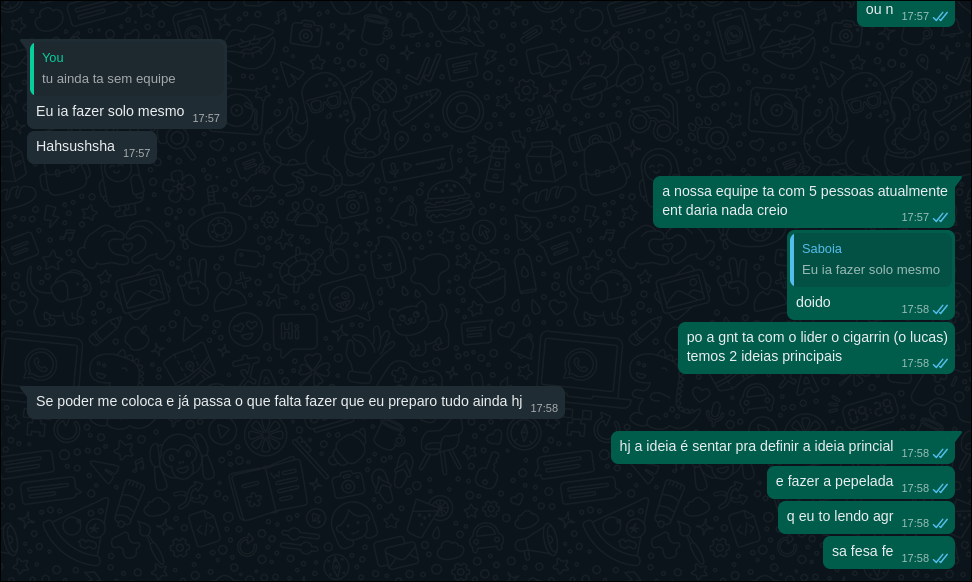 ou n 17:57
You
tu ainda ta sem equipe
Eu ia fazer solo mesmo 17:57
Hahsushsha 17:57
a nossa equipe ta com 5 pessoas atualmente
ent daria nada creio 17:57
Saboia
Eu ia fazer solo mesmo
doido 17:58
po a gnt ta com o lider o cigarrin (o lucas)
temos 2 ideias principais 17:58
Se poder me coloca e já passa o que falta fazer que eu preparo tudo ainda hj 17:58
hj a ideia é sentar pra definir a ideia princial 17:58
e fazer a pepelada 17:58
q eu to lendo agr 17:58
sa fesa fe 17:58